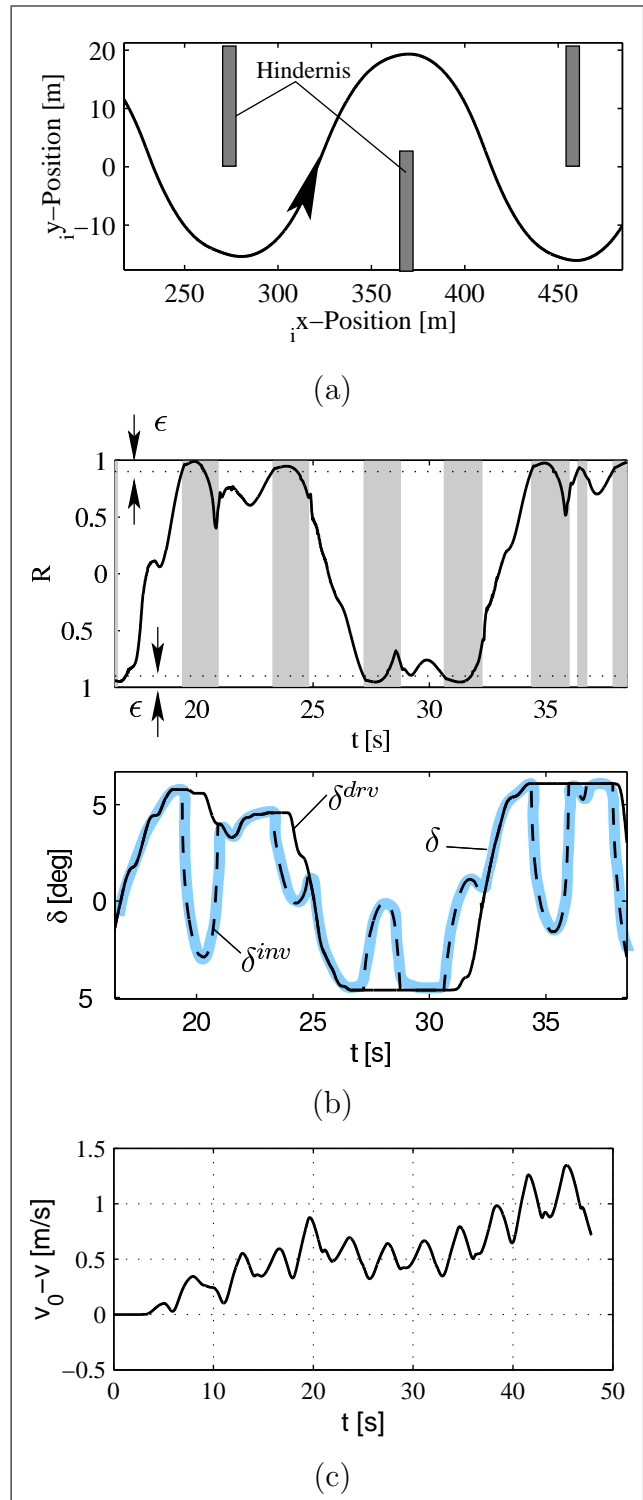 20
10
0
−10
Hindernis
iy−Position [m]
250 300 350 400 450
ix−Position [m]
(a)
ϵ
1
0.5
0
0.5
1
R
ϵ
20 25 30 35
t [s]
5
0
5
δ [deg]
δ^drv
δ
δ^inv
20 25 30 35
t [s]
(b)
1.5
1
0.5
0
−0.5
v_0−v [m/s]
0 10 20 30 40 50
t [s]
(c)